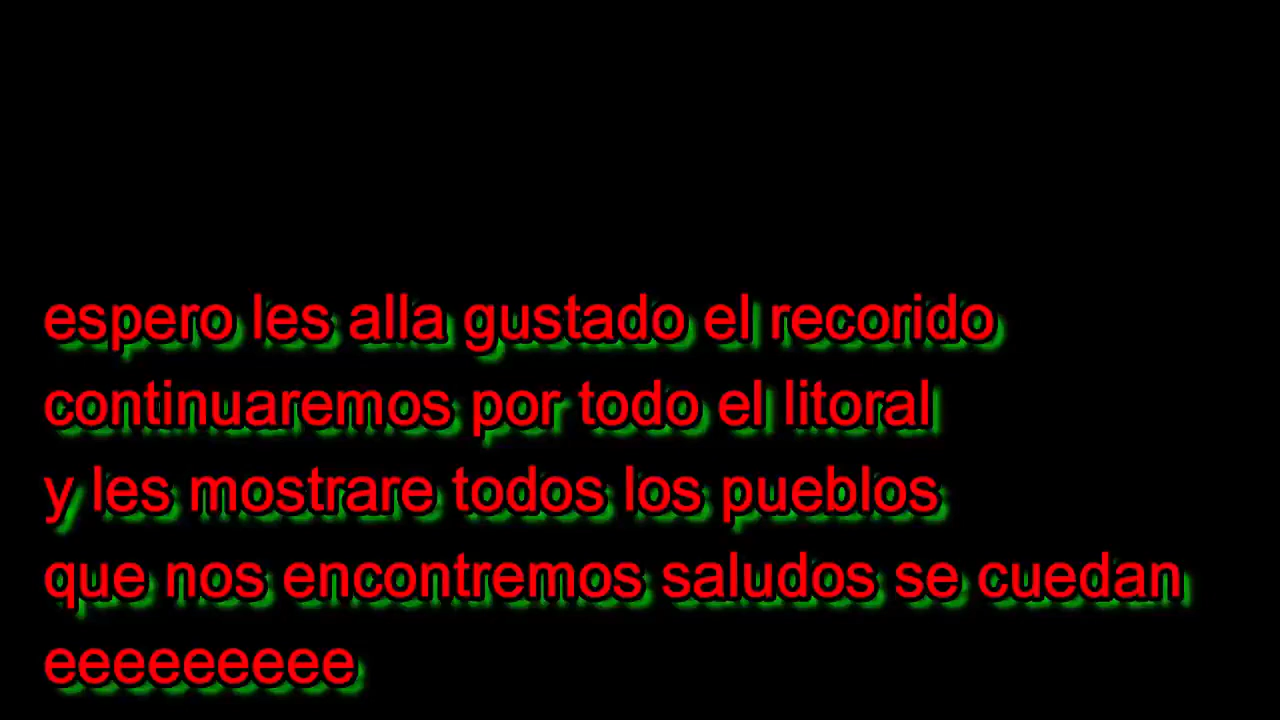 espero les alla gustado el recorido
continuaremos por todo el litoral
y les mostrare todos los pueblos
que nos encontremos saludos se cuedan
eeeeeeeee